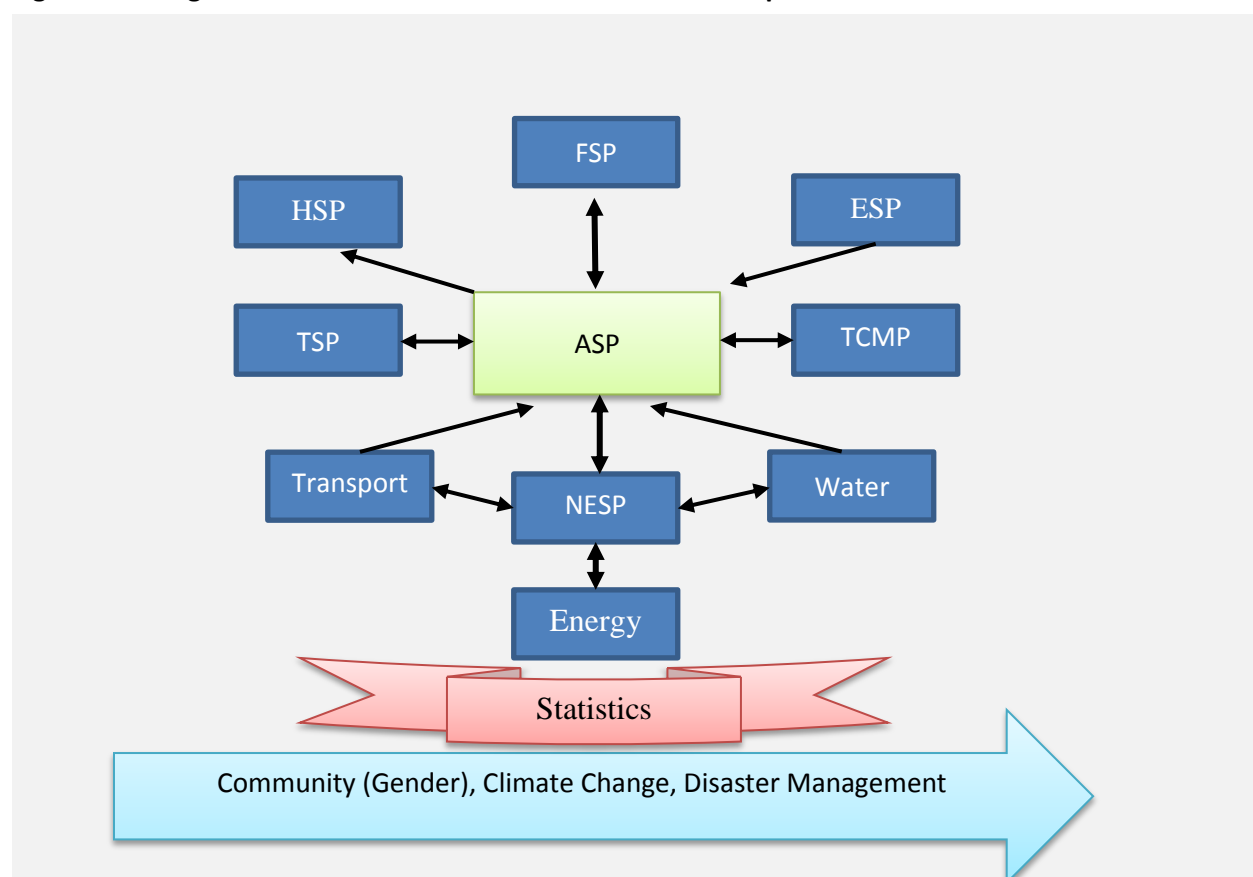 FSP
HSP
ESP
TSP
ASP
TCMP
Transport
NESP
Water
Energy
Statistics
Community (Gender), Climate Change, Disaster Management